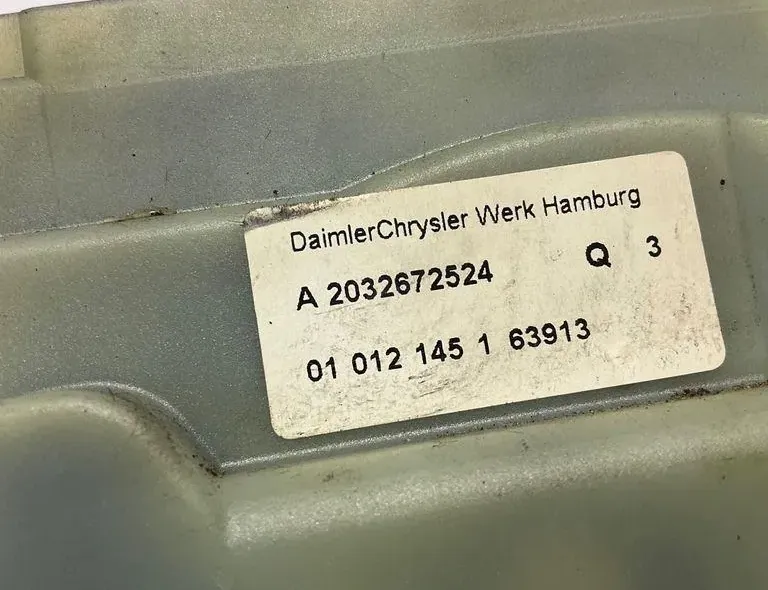 DaimlerChrysler Werk Hamburg
A 2032672524 Q 3
01 012 145 1 63913